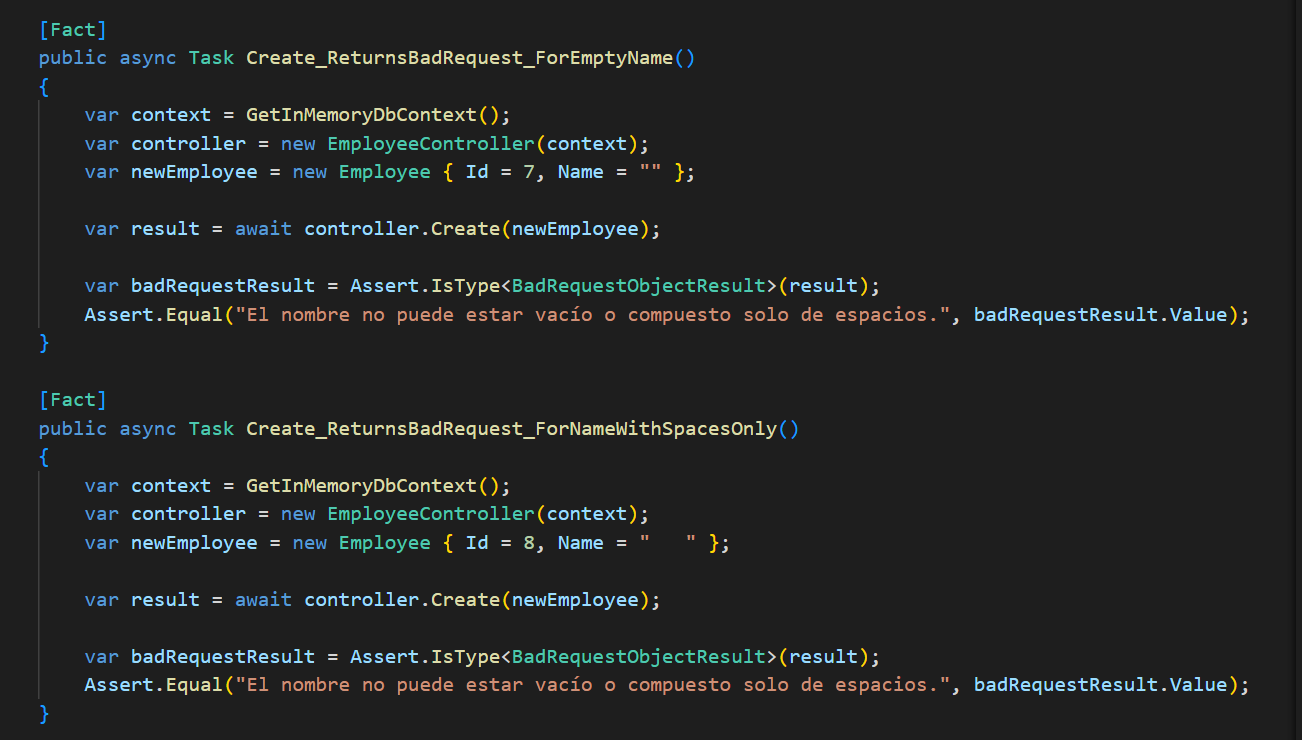 [Fact]
public async Task Create_ReturnsBadRequest_ForEmptyName()
{
    var context = GetInMemoryDbContext();
    var controller = new EmployeeController(context);
    var newEmployee = new Employee { Id = 7, Name = "" };

    var result = await controller.Create(newEmployee);

    var badRequestResult = Assert.IsType<BadRequestObjectResult>(result);
    Assert.Equal("El nombre no puede estar vacío o compuesto solo de espacios.", badRequestResult.Value);
}

[Fact]
public async Task Create_ReturnsBadRequest_ForNameWithSpacesOnly()
{
    var context = GetInMemoryDbContext();
    var controller = new EmployeeController(context);
    var newEmployee = new Employee { Id = 8, Name = "   " };

    var result = await controller.Create(newEmployee);

    var badRequestResult = Assert.IsType<BadRequestObjectResult>(result);
    Assert.Equal("El nombre no puede estar vacío o compuesto solo de espacios.", badRequestResult.Value);
}